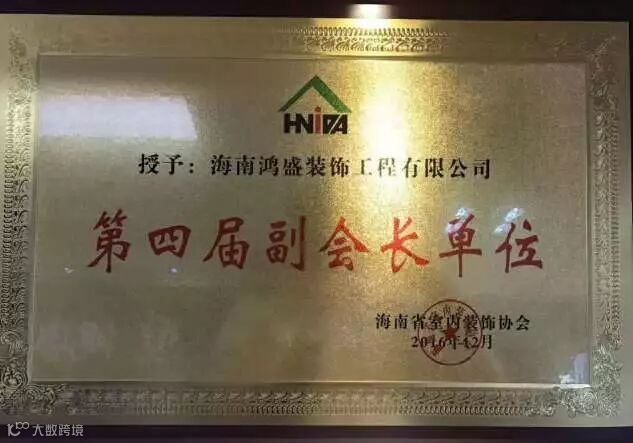 HNIDA
授予：海南鸿盛装饰工程有限公司
第四届副会长单位
海南省室内装饰协会
2016年12月
大数跨境